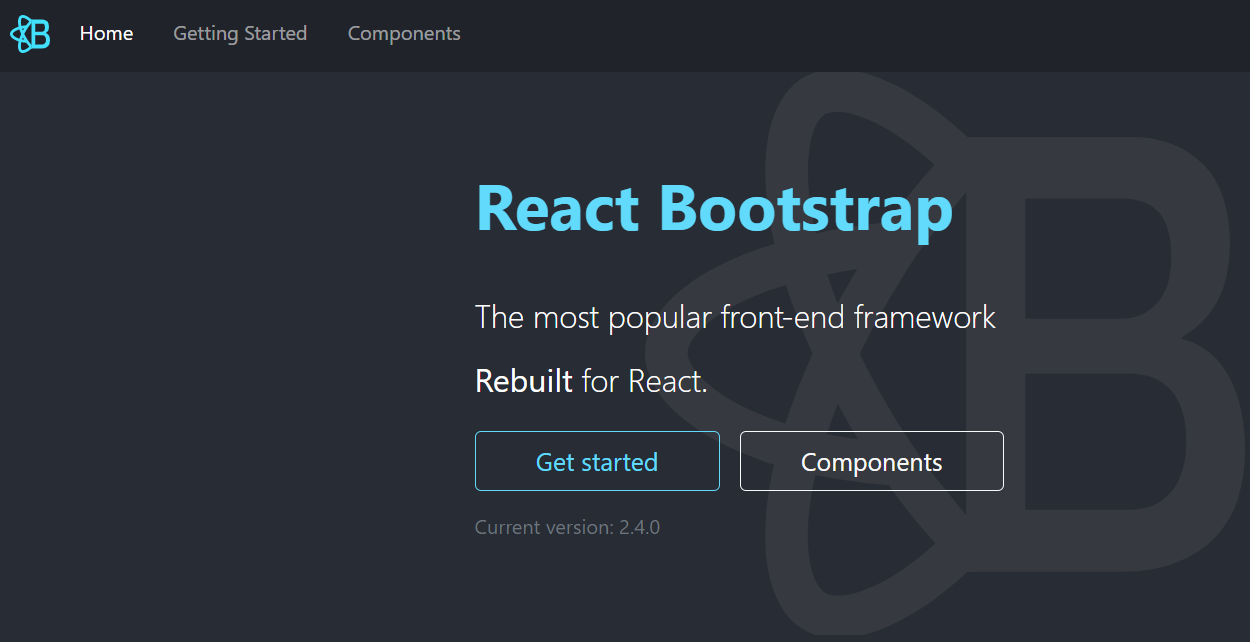 Home Getting Started Components
React Bootstrap
The most popular front-end framework
Rebuilt for React.
Get started Components
Current version: 2.4.0